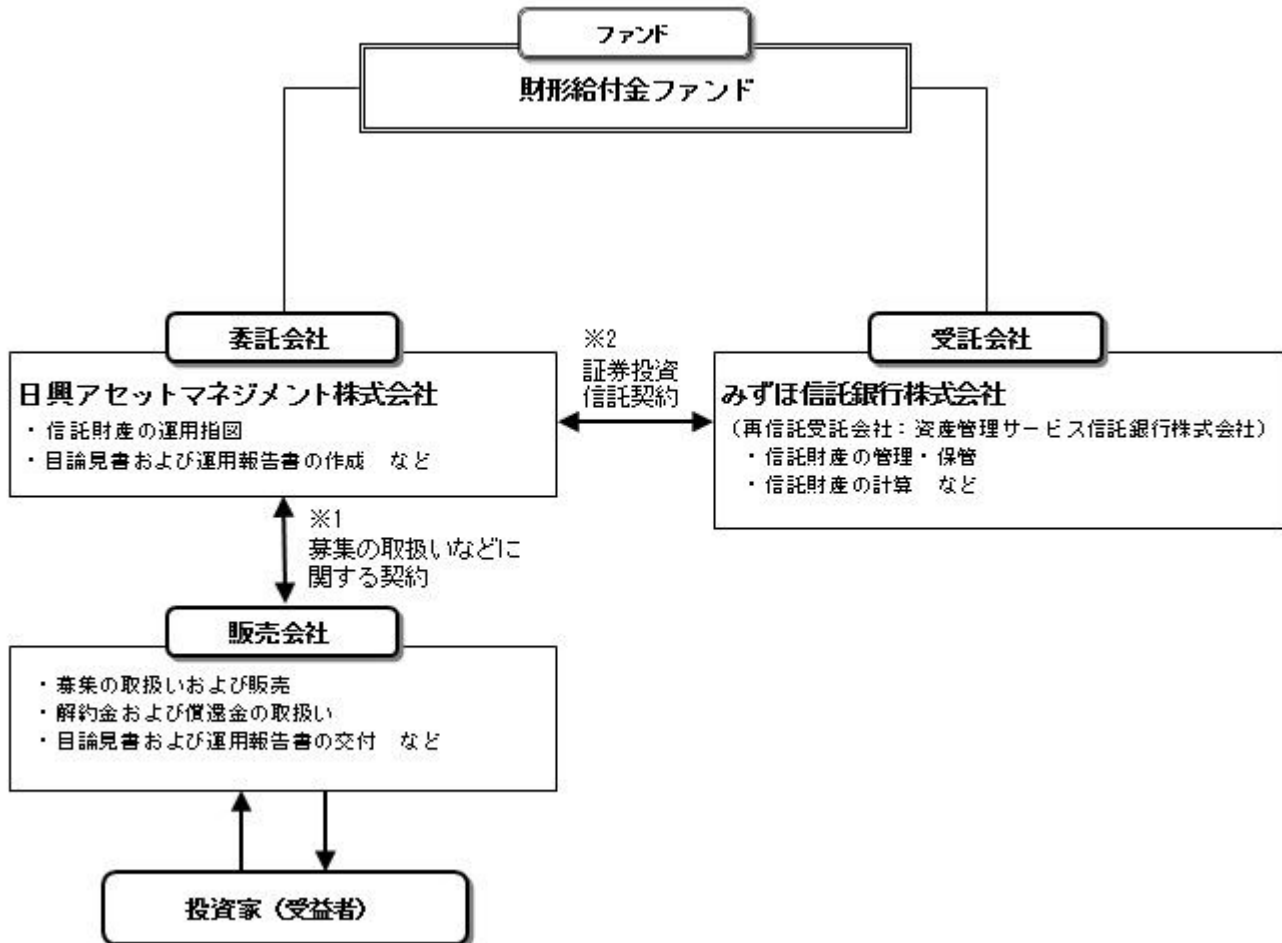 ファンド
財形給付金ファンド
委託会社
日興アセットマネジメント株式会社
・信託財産の運用指図
・目論見書および運用報告書の作成　など
※2
証券投資
信託契約
受託会社
みずほ信託銀行株式会社
（再信託受託会社：資産管理サービス信託銀行株式会社）
・信託財産の管理・保管
・信託財産の計算　など
※1
募集の取扱いなどに
関する契約
販売会社
・募集の取扱いおよび販売
・解約金および償還金の取扱い
・目論見書および運用報告書の交付　など
投資家（受益者）